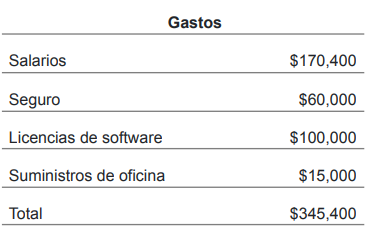 Gastos
Salarios $170,400
Seguro $60,000
Licencias de software $100,000
Suministros de oficina $15,000
Total $345,400